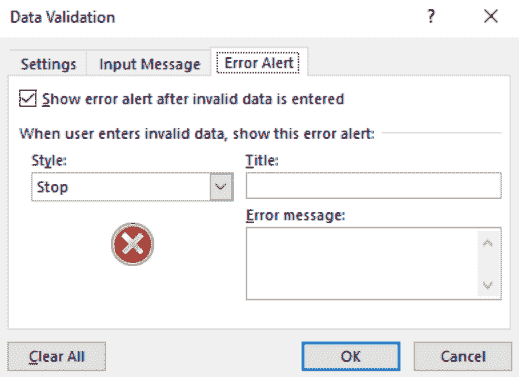 Data Validation ? ×
Settings Input Message Error Alert
Show error alert after invalid data is entered
When user enters invalid data, show this error alert:
Style: Title:
Stop
Error message:
Clear All OK Cancel